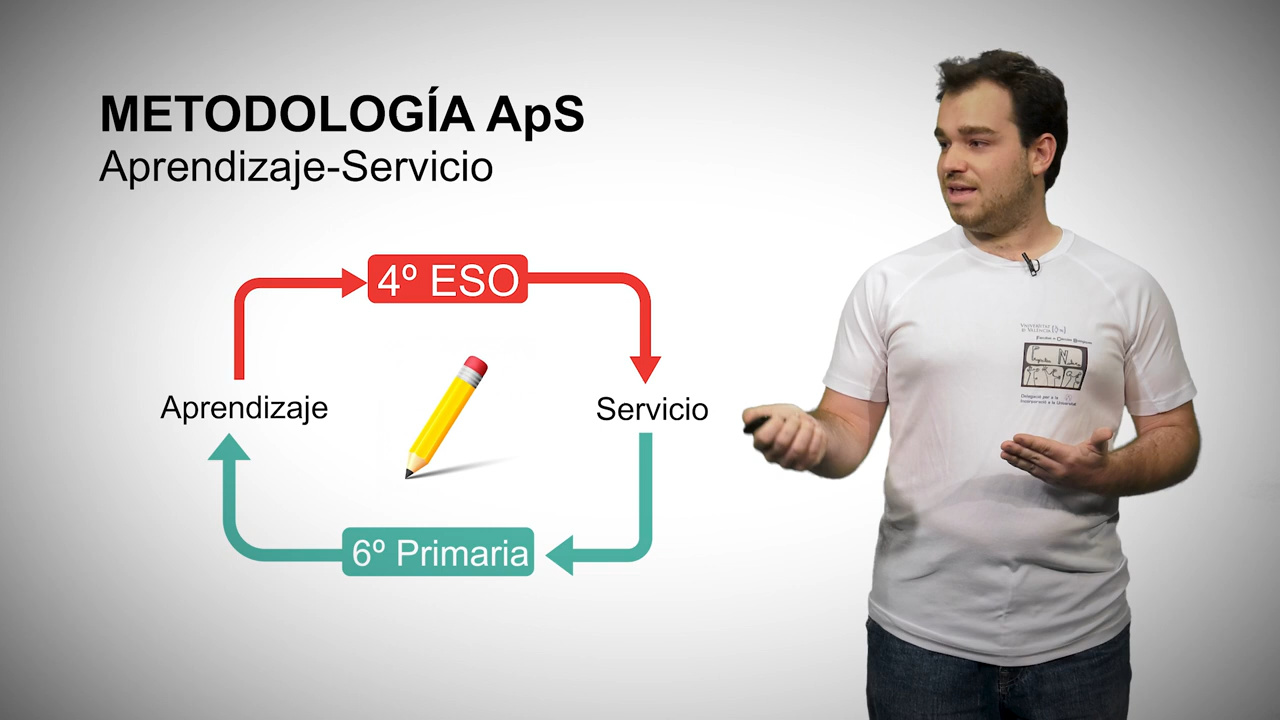 METODOLOGÍA ApS
Aprendizaje-Servicio
4º ESO
Aprendizaje
Servicio
6º Primaria